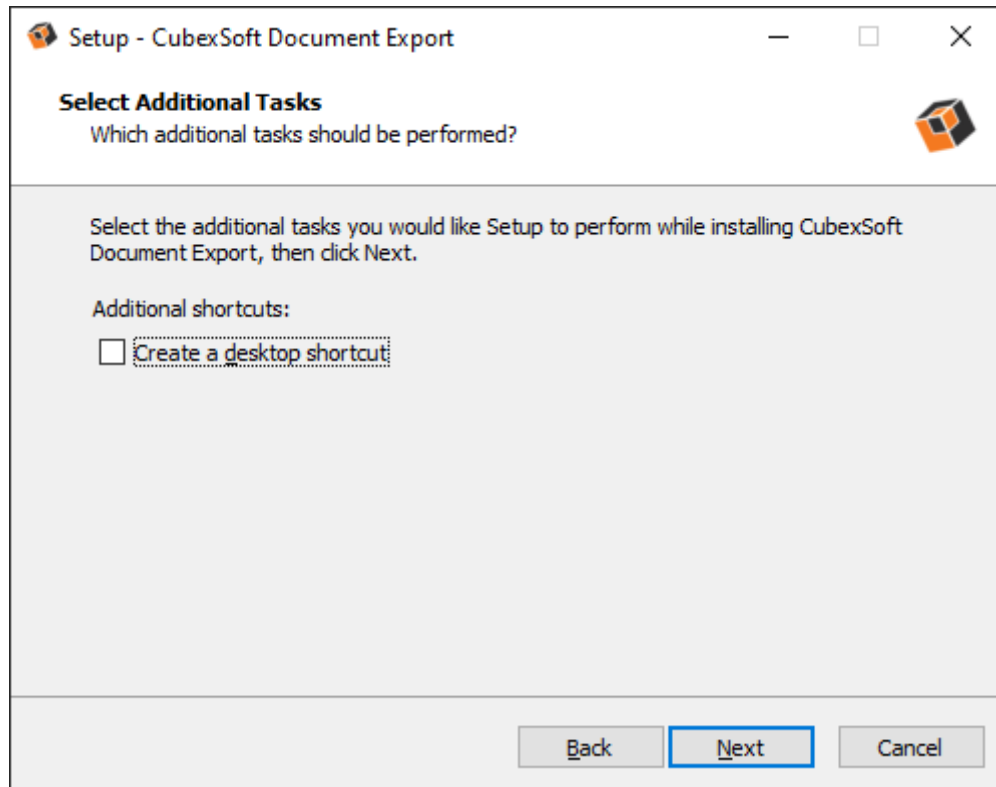 Setup - CubexSoft Document Export
Select Additional Tasks
Which additional tasks should be performed?
Select the additional tasks you would like Setup to perform while installing CubexSoft
Document Export, then click Next.
Additional shortcuts:
Create a desktop shortcut
Back
Next
Cancel